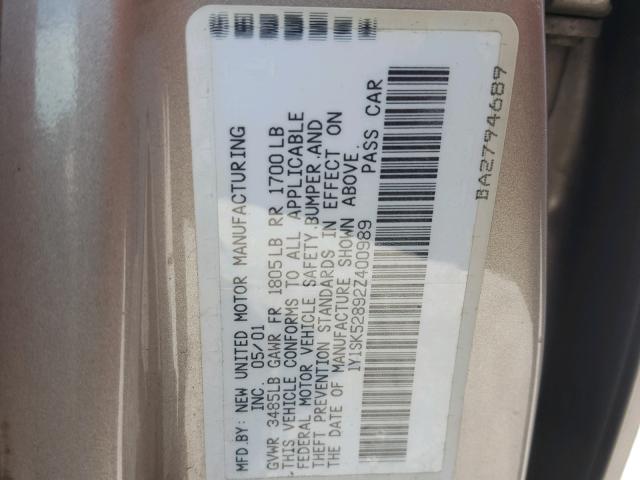 MFD.BY: NEW UNITED MOTOR MANUFACTURING
INC. 05/01
GVWR 3485LB GAWR FR 1805LB RR 1700LB
THIS VEHICLE CONFORMS TO ALL APPLICABLE
FEDERAL MOTOR VEHICLE SAFETY,BUMPER,AND
THEFT PREVENTION STANDARDS IN EFFECT ON
THE DATE OF MANUFACTURE SHOWN ABOVE.
1Y1SK52892Z400989 PASS CAR
BA2794689